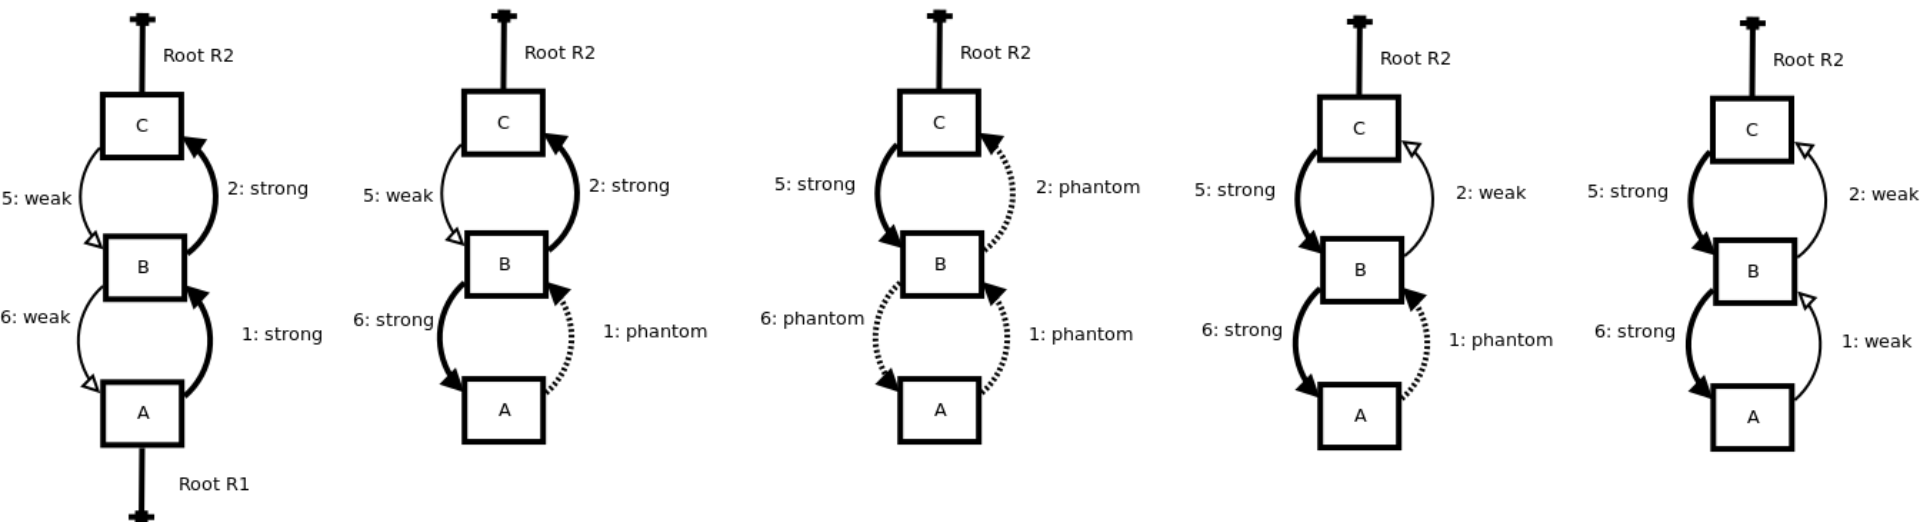 Root R2
C
5: weak
2: strong
B
6: weak
1: strong
A
Root R1
Root R2
C
5: weak
2: strong
B
6: strong
1: phantom
A
Root R2
C
5: strong
2: phantom
B
6: phantom
1: phantom
A
Root R2
C
5: strong
2: weak
B
6: strong
1: phantom
A
Root R2
C
5: strong
2: weak
B
6: strong
1: weak
A